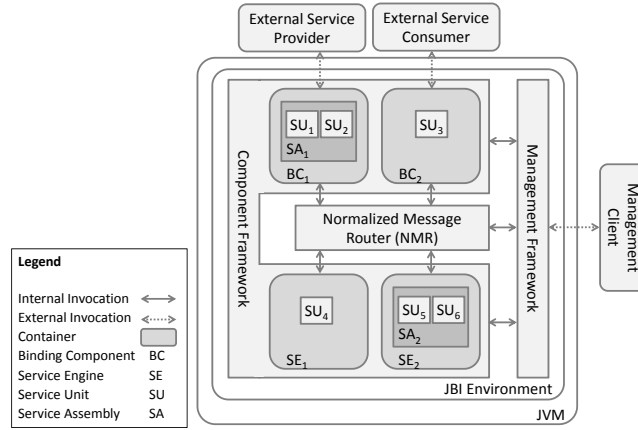 External Service
Provider
External Service
Consumer
SU1 SU2
SA1
BC1
SU3
BC2
Component Framework
Management Framework
Management
Client
Normalized Message
Router (NMR)
SU4
SE1
SU5 SU6
SA2
SE2
JBI Environment
JVM
Legend
Internal Invocation
External Invocation
Container
Binding Component BC
Service Engine SE
Service Unit SU
Service Assembly SA